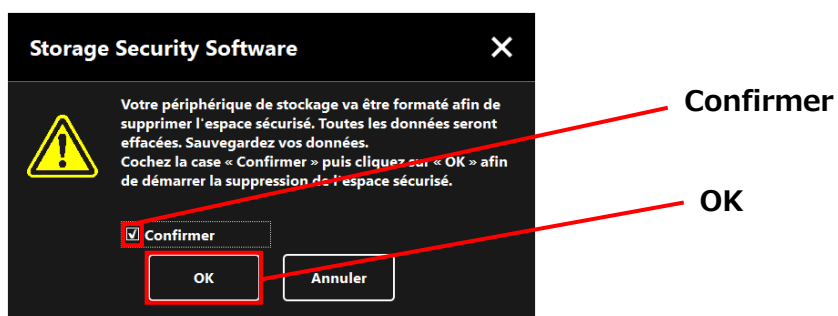 Storage Security Software
Votre périphérique de stockage va être formaté afin de
supprimer l'espace sécurisé. Toutes les données seront
effacées. Sauvegardez vos données.
Cochez la case « Confirmer » puis cliquez sur « OK » afin
de démarrer la suppression de l'espace sécurisé.
Confirmer
OK
Annuler
Confirmer
OK